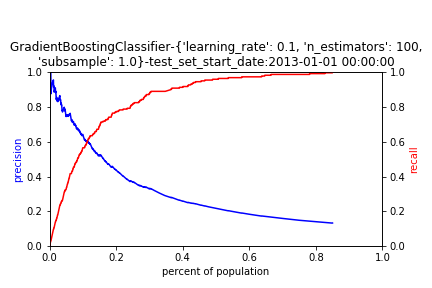 GradientBoostingClassifier-{'learning_rate': 0.1, 'n_estimators': 100,
'subsample': 1.0}-test_set_start_date:2013-01-01 00:00:00
1.0
0.8
0.6
0.4
0.2
0.0
precision
1.0
0.8
0.6
0.4
0.2
0.0
recall
0.0 0.2 0.4 0.6 0.8 1.0
percent of population